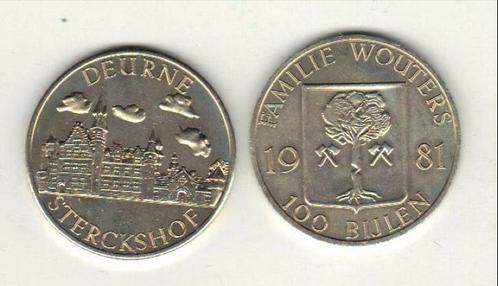 DEURNE
STERCKSHOF
FAMILIE WOUTERS
19 81
100 BIJLEN